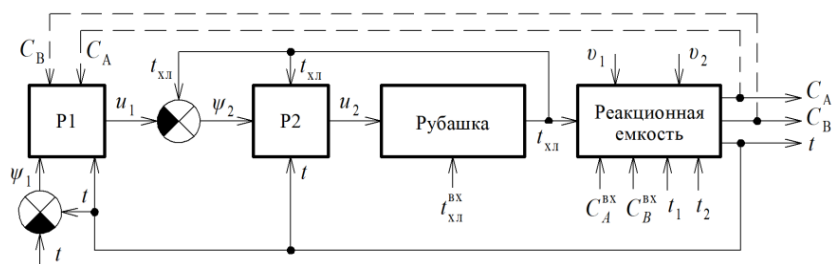 C_B C_A t_хл t_хл υ_1 υ_2
P1 u_1 ψ_2 P2 u_2 Рубашка t_хл Реакционная емкость C_A
C_B
t
ψ_1 t t t_хл^вх C_A^вх C_B^вх t_1 t_2
t